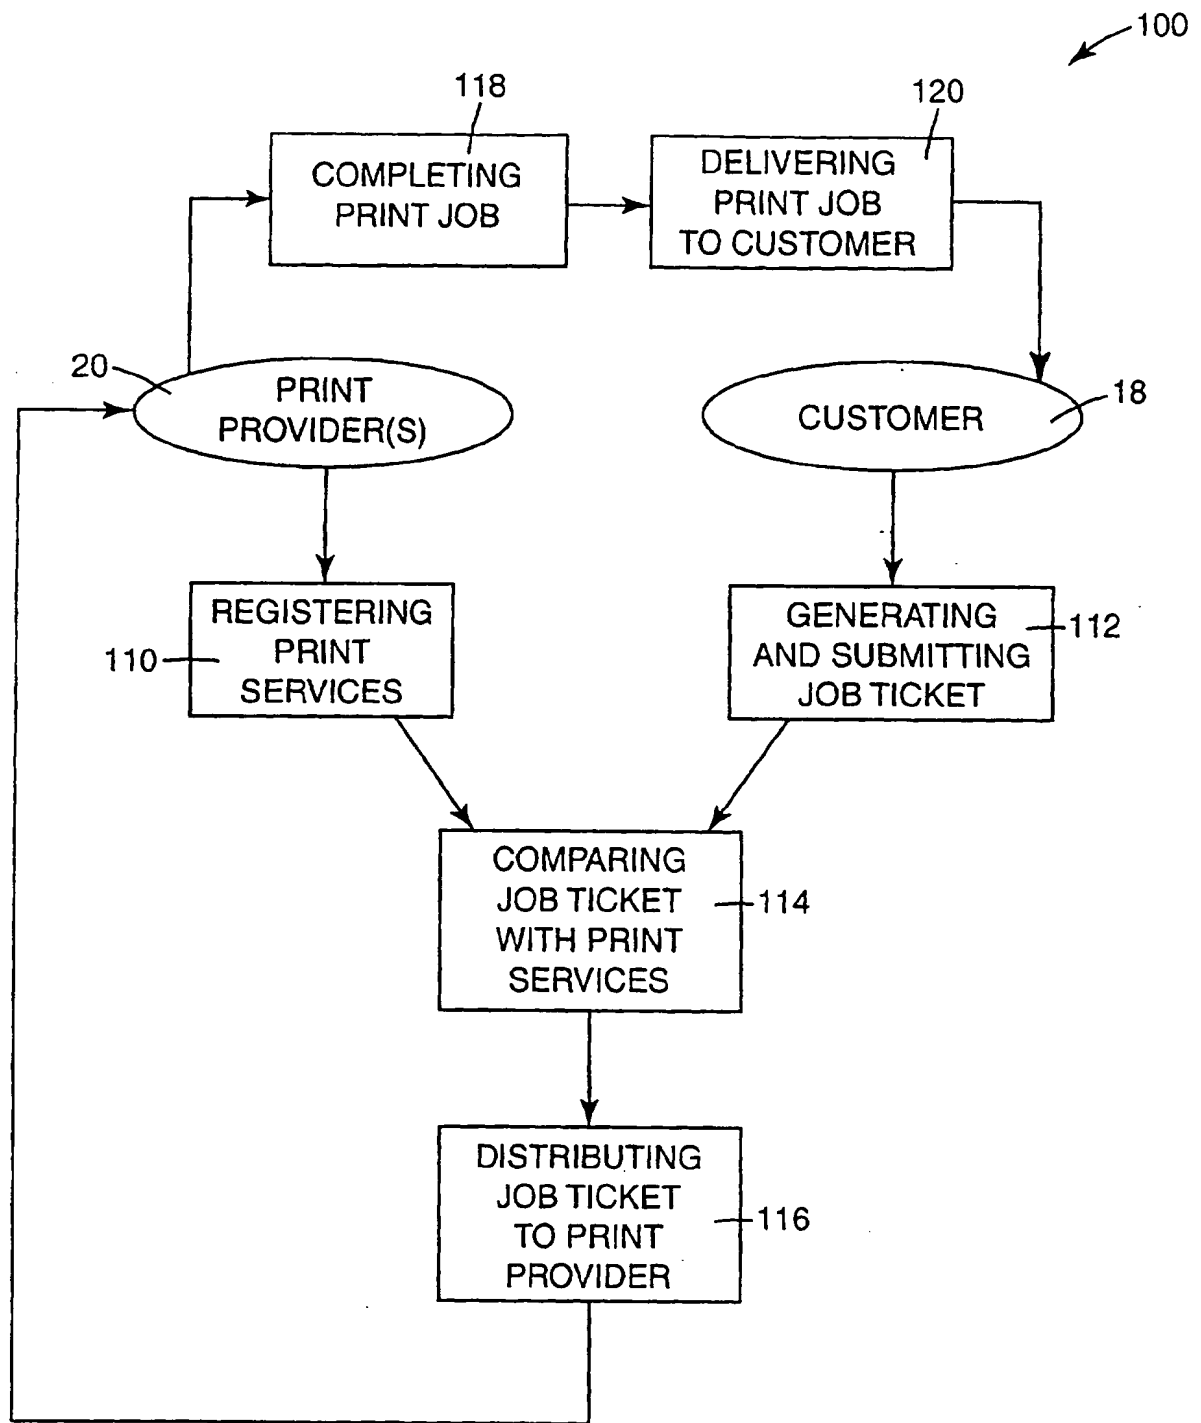 100
118
120
COMPLETING
PRINT JOB
DELIVERING
PRINT JOB
TO CUSTOMER
20
PRINT
PROVIDER(S)
CUSTOMER
18
REGISTERING
PRINT
SERVICES
110
GENERATING
AND SUBMITTING
JOB TICKET
112
COMPARING
JOB TICKET
WITH PRINT
SERVICES
114
DISTRIBUTING
JOB TICKET
TO PRINT
PROVIDER
116